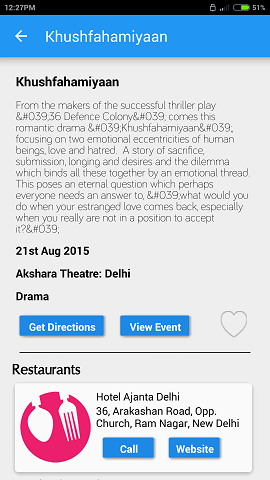 12:27PM
51%
Khushfahamiyaan
Khushfahamiyaan
From the makers of the successful thriller play
&#039;36 Defence Colony&#039; comes this
romantic drama &#039;Khushfahamiyaan&#039;,
focusing on two emotional eccentricities of human
beings, love and hatred.  A story of sacrifice,
submission, longing and desires and the dilemma
which binds all these together by an emotional thread.
This poses an eternal question which perhaps
everyone needs an answer to, &#039;what would you
do when your estranged love comes back, especially
when you really are not in a position to accept
it?&#039;
21st Aug 2015
Akshara Theatre: Delhi
Drama
Get Directions
View Event
Restaurants
Hotel Ajanta Delhi
36, Arakashan Road, Opp.
Church, Ram Nagar, New Delhi
Call
Website